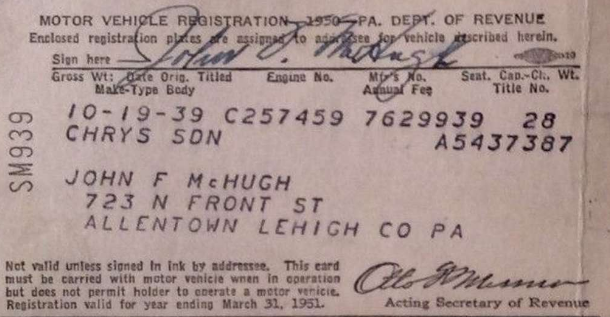 MOTOR VEHICLE REGISTRATION—1950—PA. DEPT. OF REVENUE
Enclosed registration plates are assigned to addressee for vehicle described herein.
Sign here John F. McHugh
Gross Wt: Date Orig. Titled Engine No. Mfr's No. Seat. Cap.-Ch. Wt.
Make-Type Body Annual Fee Title No.
10-19-39 C257459 7629939 28
CHRYS SDN A5437387
SM939
JOHN F McHUGH
723 N FRONT ST
ALLENTOWN LEHIGH CO PA
Not valid unless signed in ink by addressee. This card
must be carried with motor vehicle when in operation
but does not permit holder to operate a motor vehicle.
Registration valid for year ending March 31, 1951.
Acting Secretary of Revenue